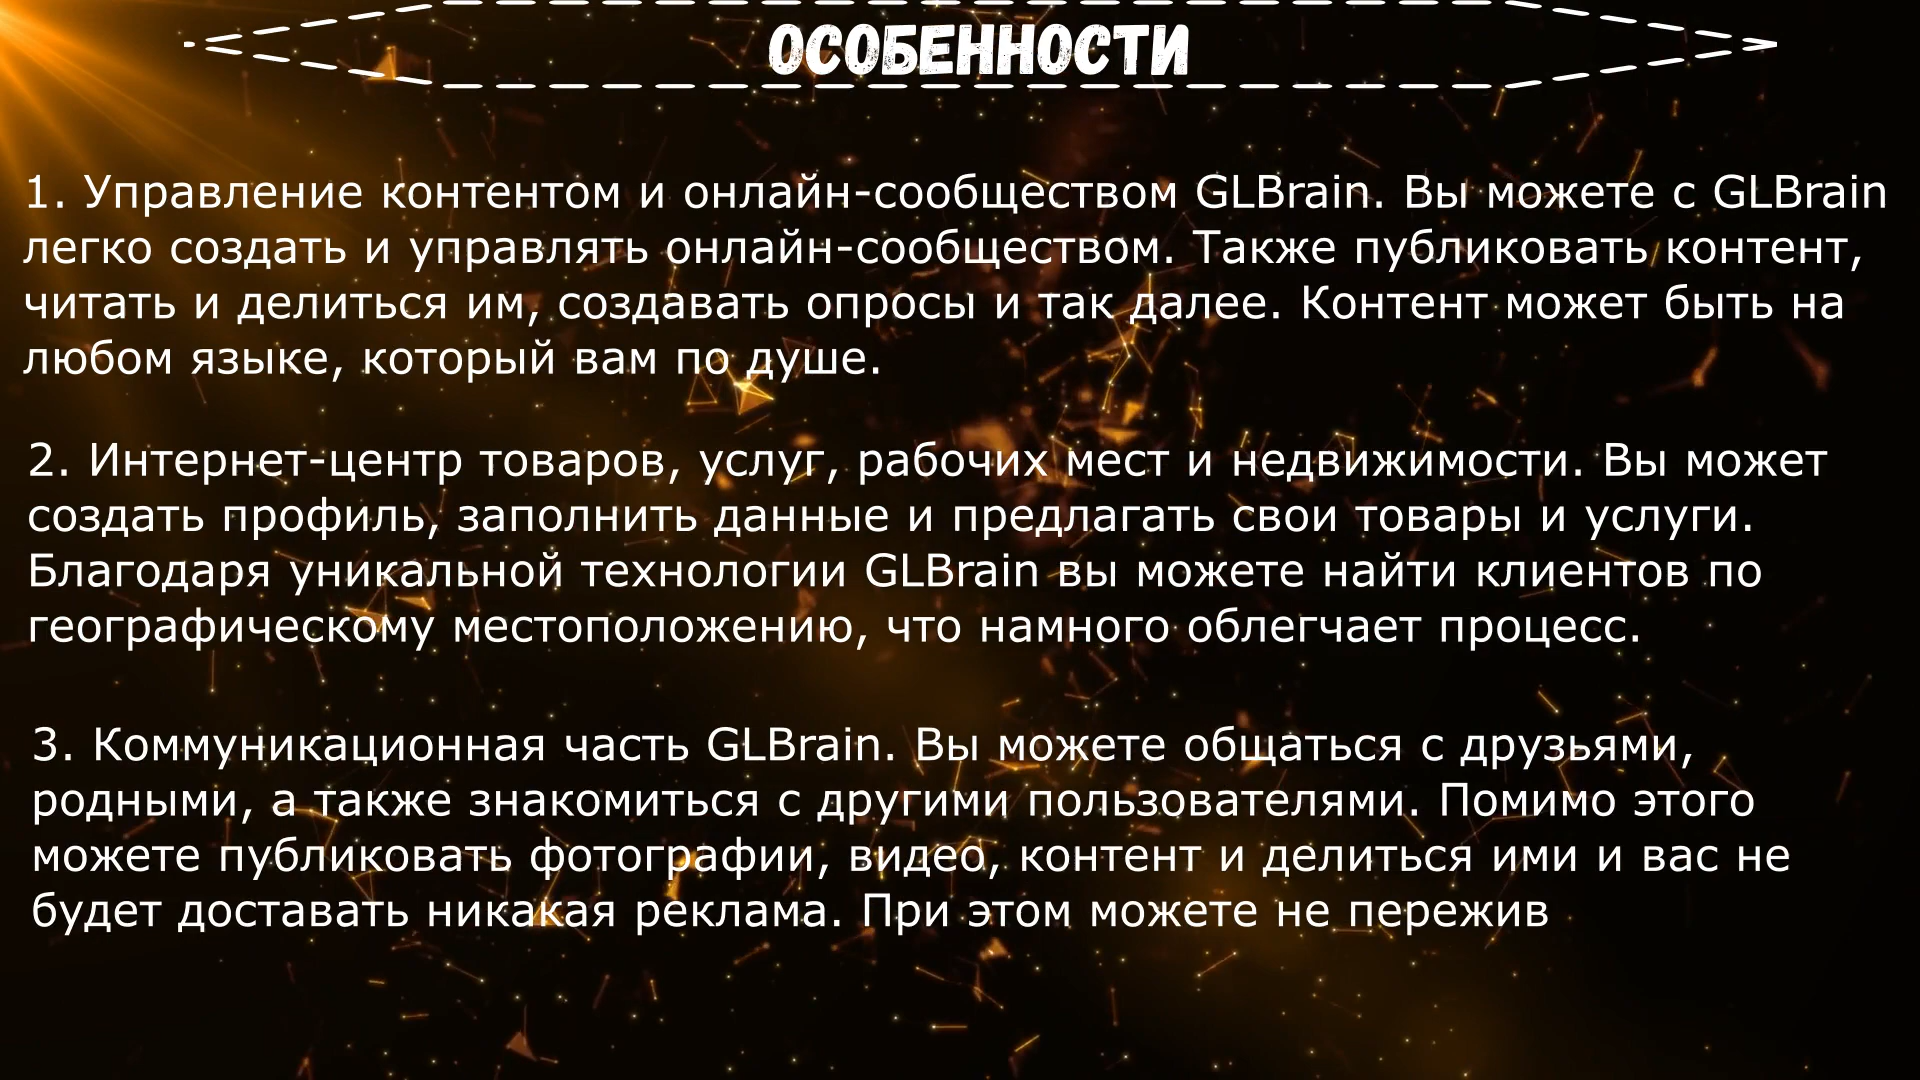 ОСОБЕННОСТИ
1. Управление контентом и онлайн-сообществом GLBrain. Вы можете с GLBrain
легко создать и управлять онлайн-сообществом. Также публиковать контент,
читать и делиться им, создавать опросы и так далее. Контент может быть на
любом языке, который вам по душе.
2. Интернет-центр товаров, услуг, рабочих мест и недвижимости. Вы может
создать профиль, заполнить данные и предлагать свои товары и услуги.
Благодаря уникальной технологии GLBrain вы можете найти клиентов по
географическому местоположению, что намного облегчает процесс.
3. Коммуникационная часть GLBrain. Вы можете общаться с друзьями,
родными, а также знакомиться с другими пользователями. Помимо этого
можете публиковать фотографии, видео, контент и делиться ими и вас не
будет доставать никакая реклама. При этом можете не пережив